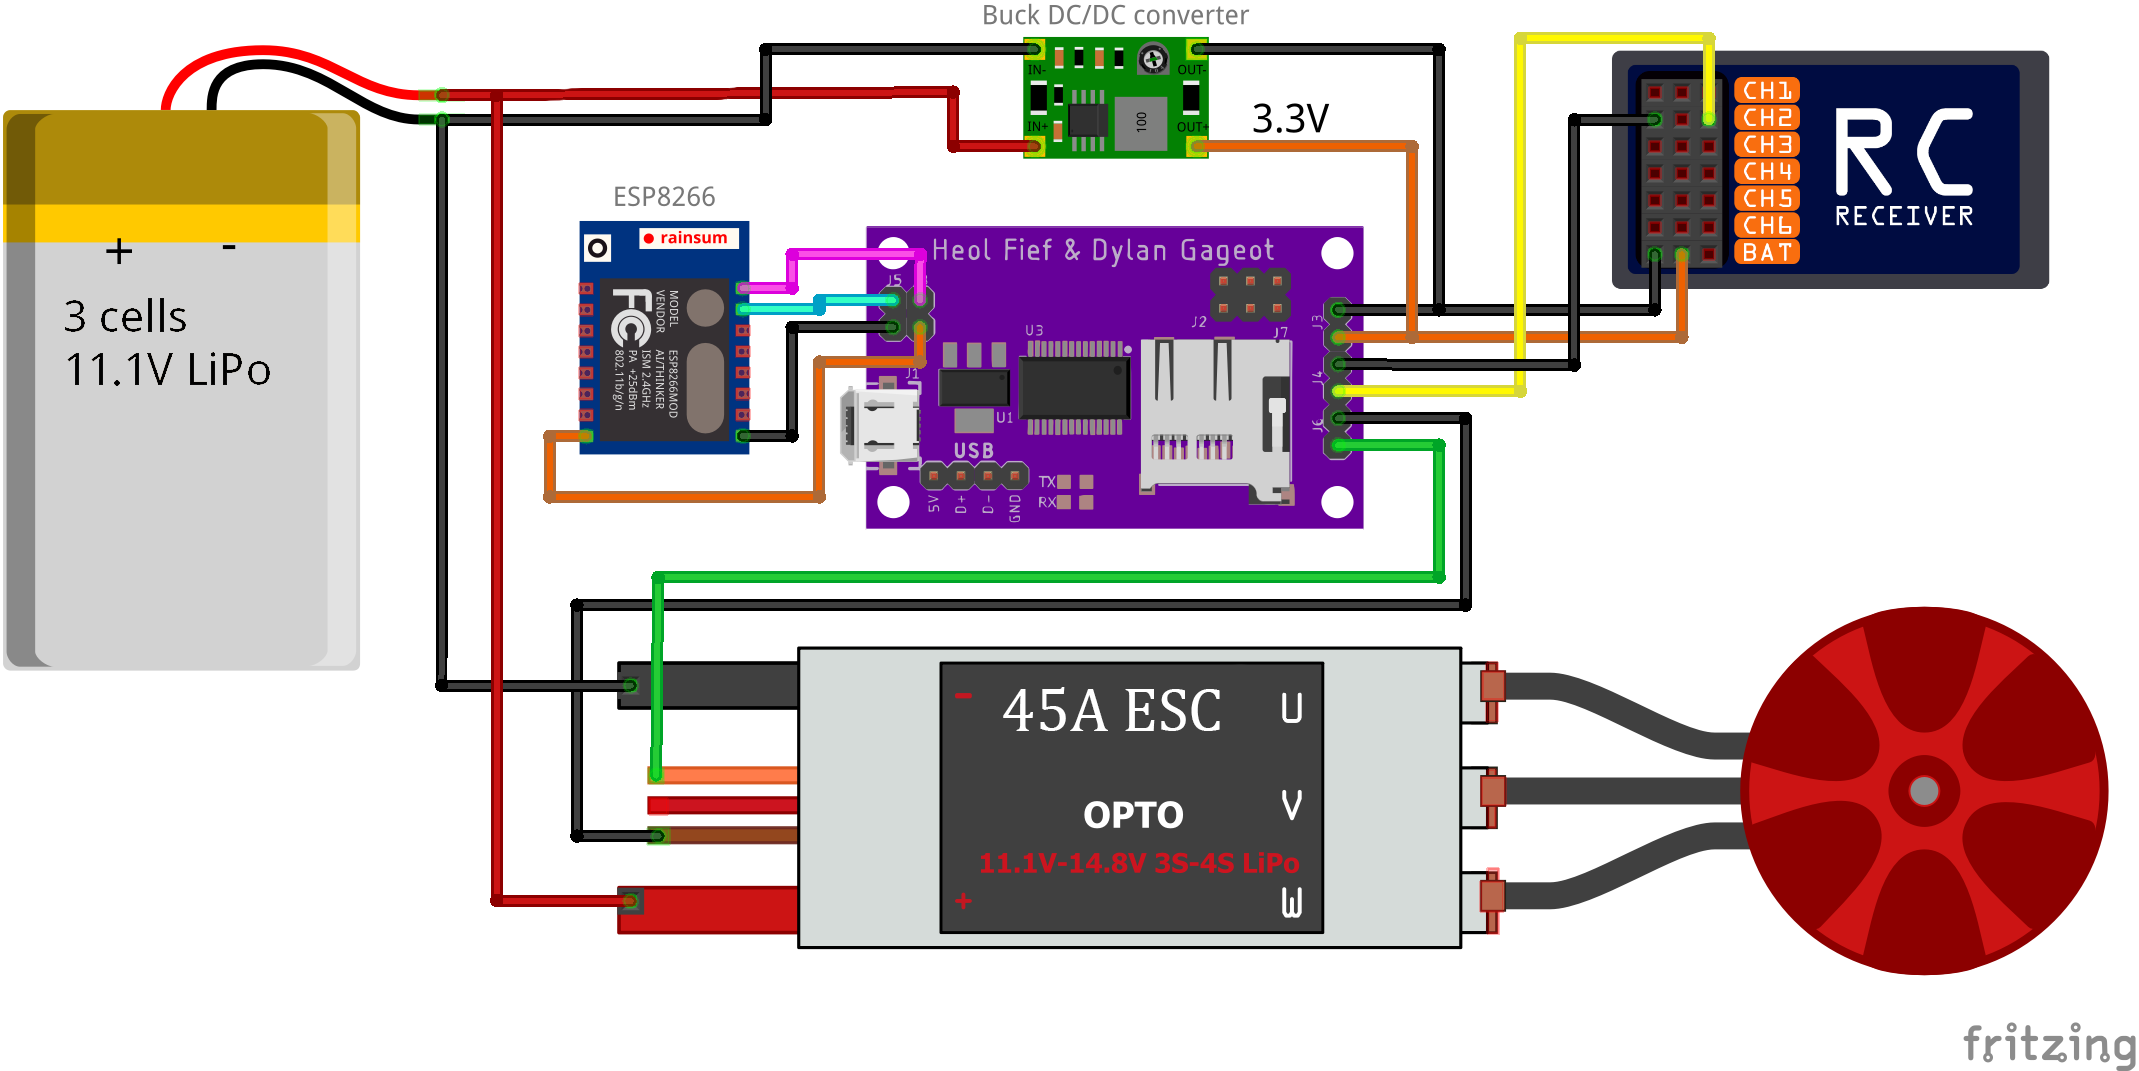 Buck DC/DC converter
IN-
OUT-
100
IN+
OUT+
3.3V
CH1
CH2
CH3
CH4
CH5
CH6
BAT
RC
RECEIVER
+ -
3 cells
11.1V LiPo
ESP8266
rainsum
FC
MODEL
VENDOR
ESP8266MOD
AI/THINKER
ISM 2.4GHz
PA +25dBm
802.11b/g/n
Heol Fief & Dylan Gageot
J5
J2
J7
J3
U3
J1
U1
J4
J6
USB
5V
D+
D-
GND
TX
RX
- 45A ESC U
OPTO V
11.1V-14.8V 3S-4S LiPo
+ W
fritzing